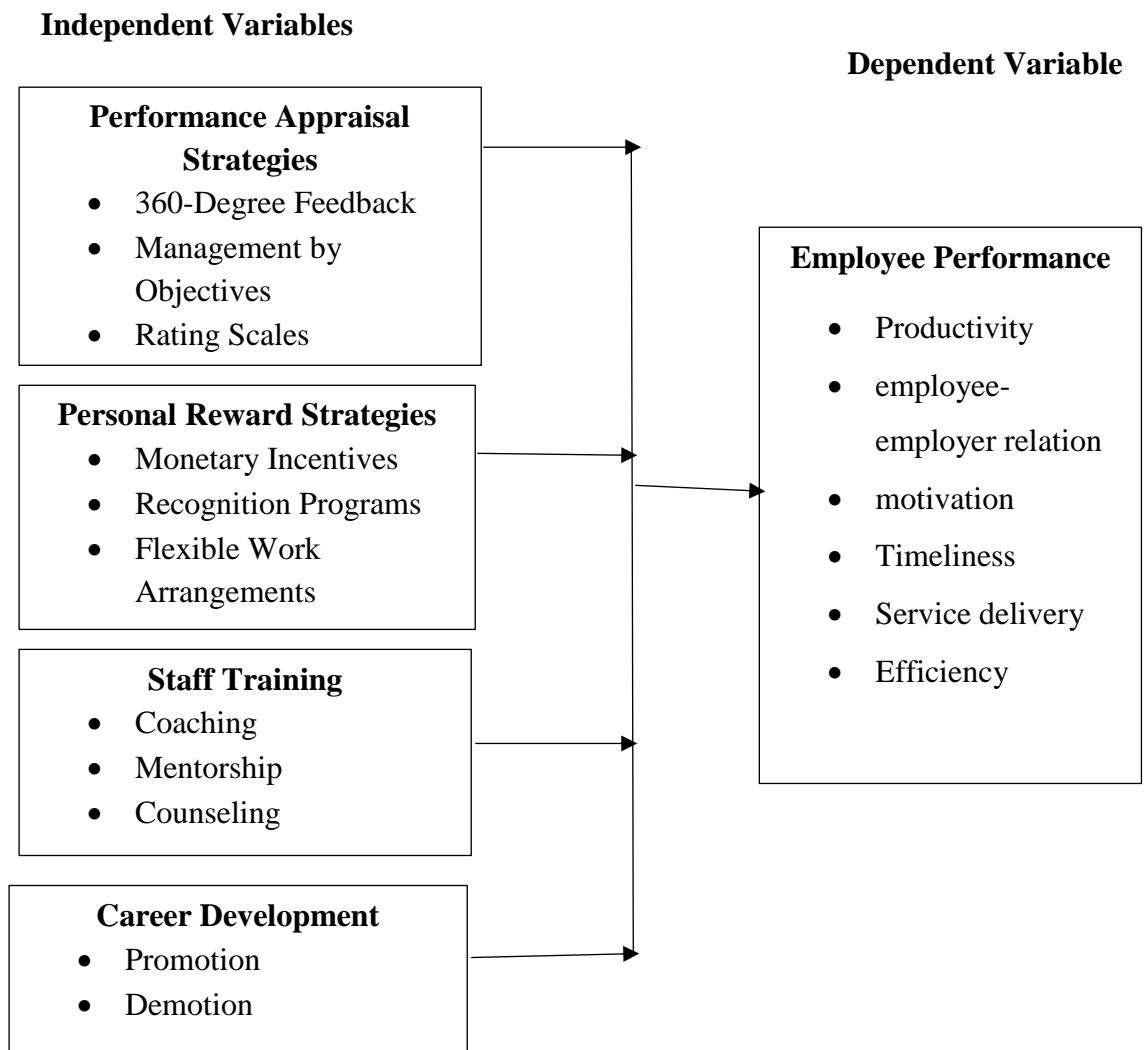 Independent Variables
Dependent Variable
Performance Appraisal
Strategies
• 360-Degree Feedback
• Management by
Objectives
• Rating Scales
Personal Reward Strategies
• Monetary Incentives
• Recognition Programs
• Flexible Work
Arrangements
Staff Training
• Coaching
• Mentorship
• Counseling
Career Development
• Promotion
• Demotion
Employee Performance
• Productivity
• employee-
employer relation
• motivation
• Timeliness
• Service delivery
• Efficiency